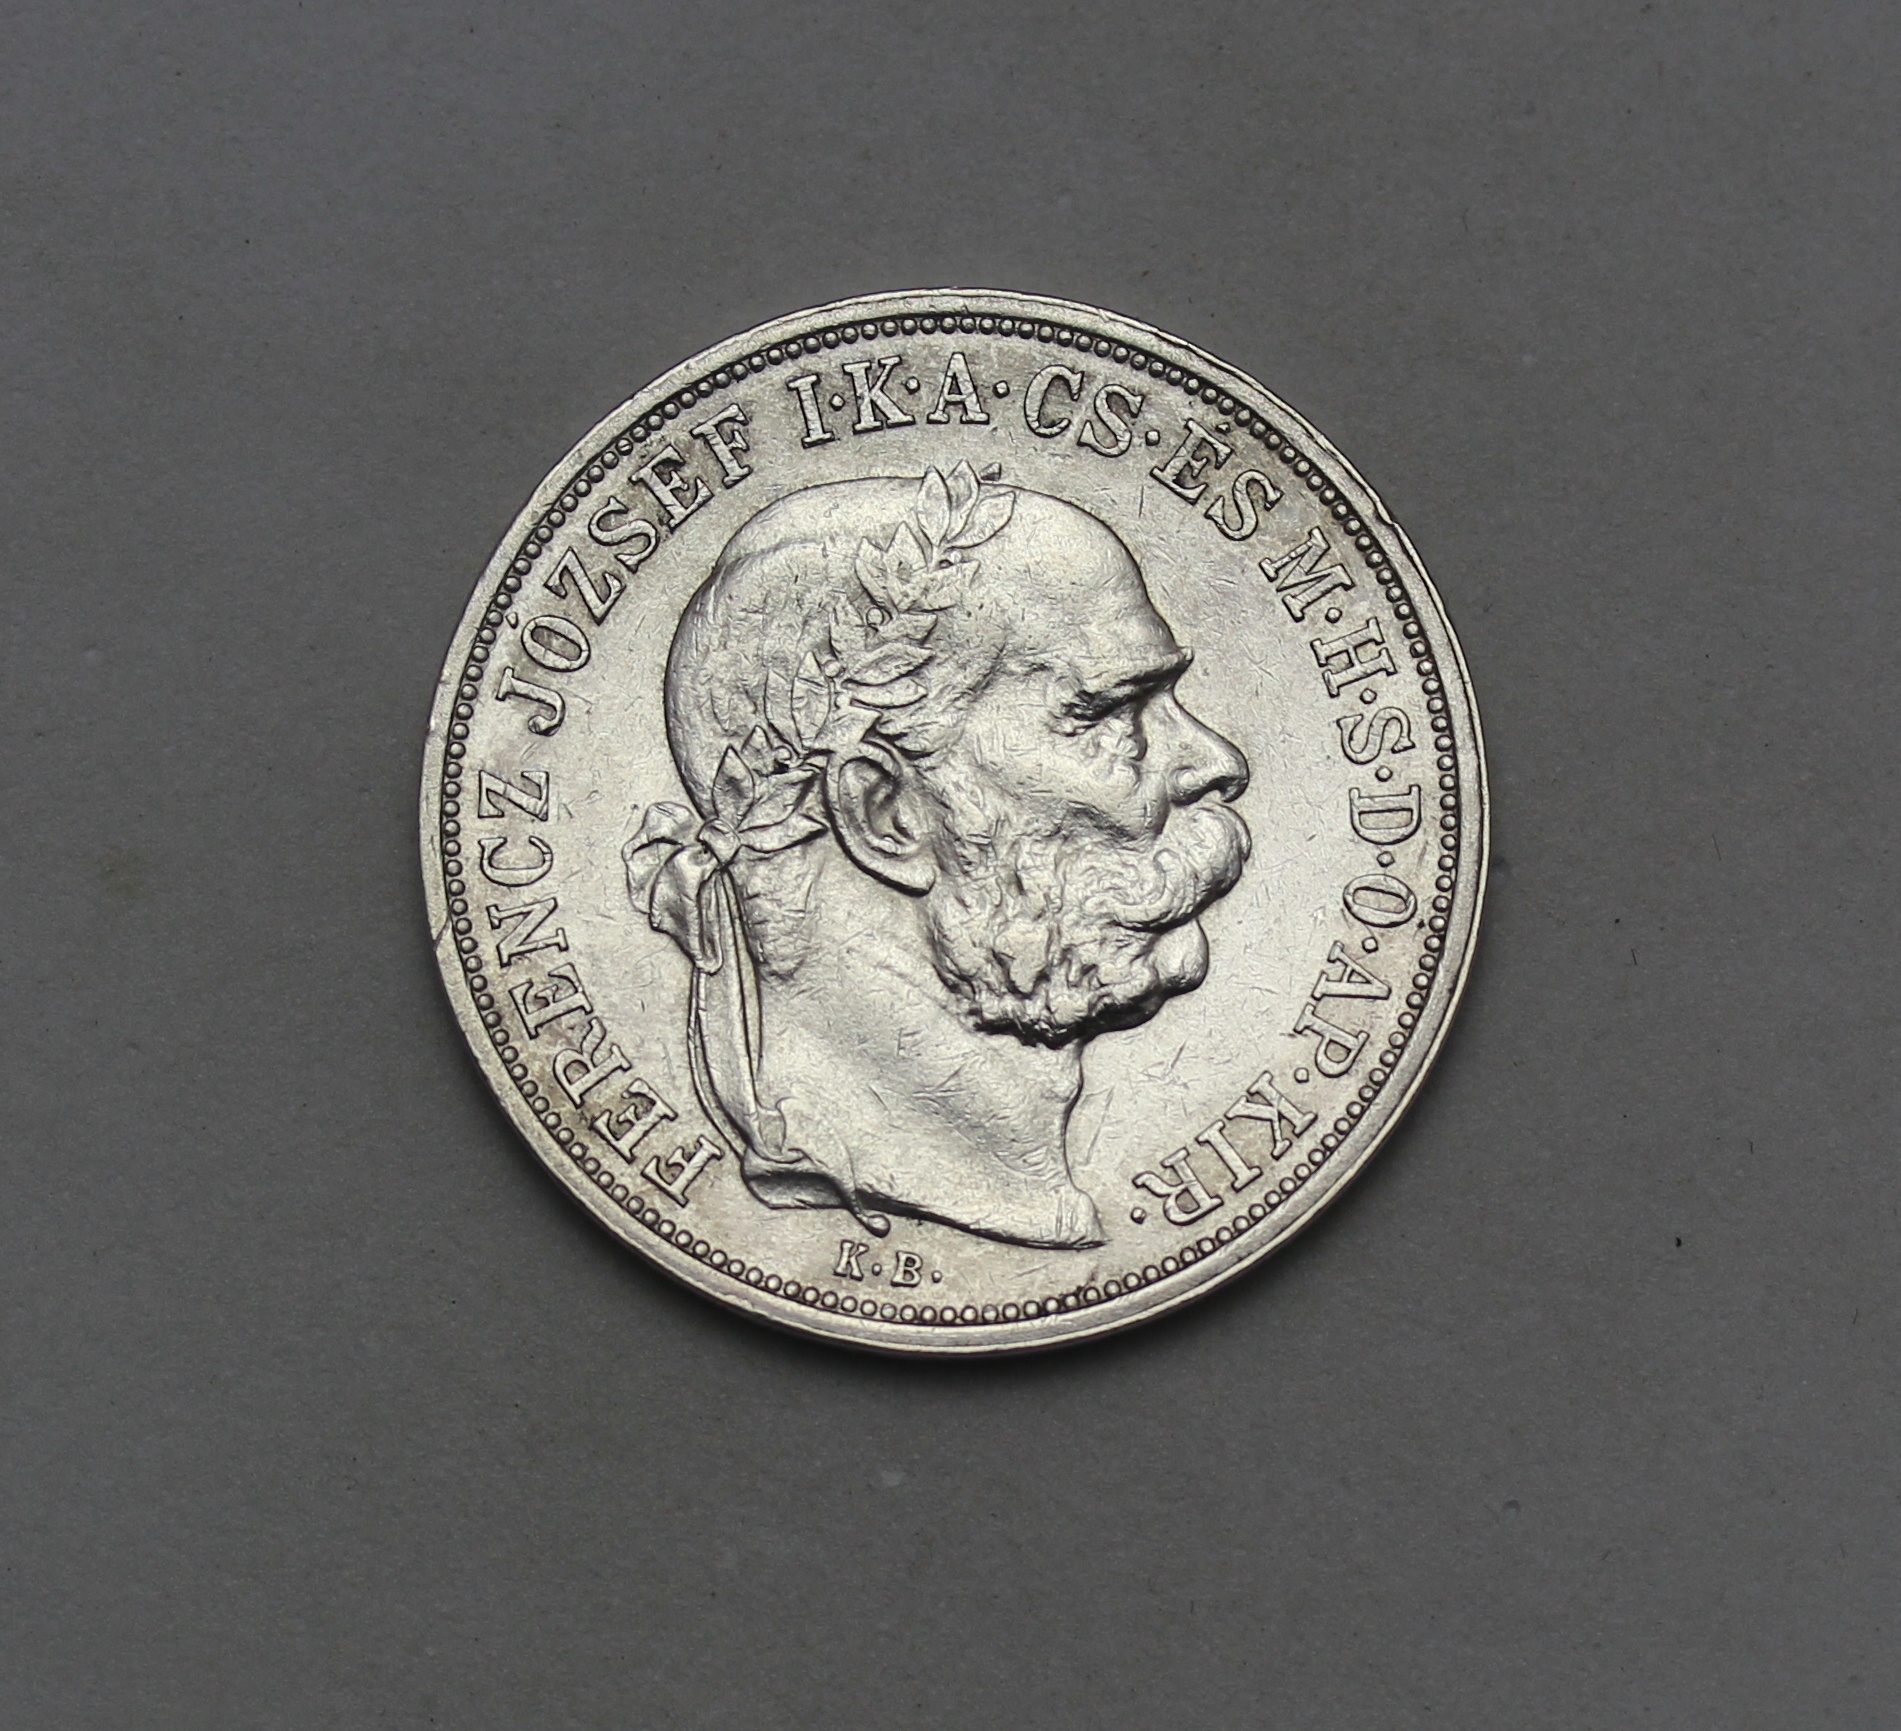 FERENCZ JÓZSEF I·K·A·CS·ÉS M·H·S·D·O·AP·KIR·
K·B·